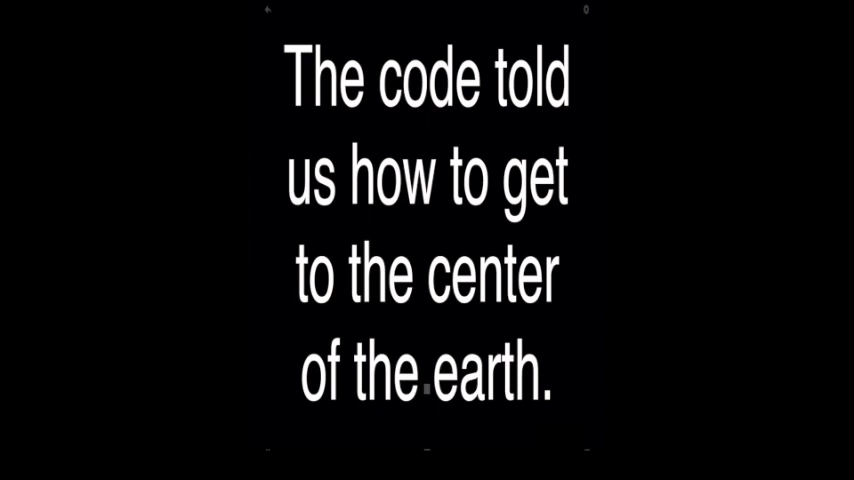 The code told
us how to get
to the center
of the earth.